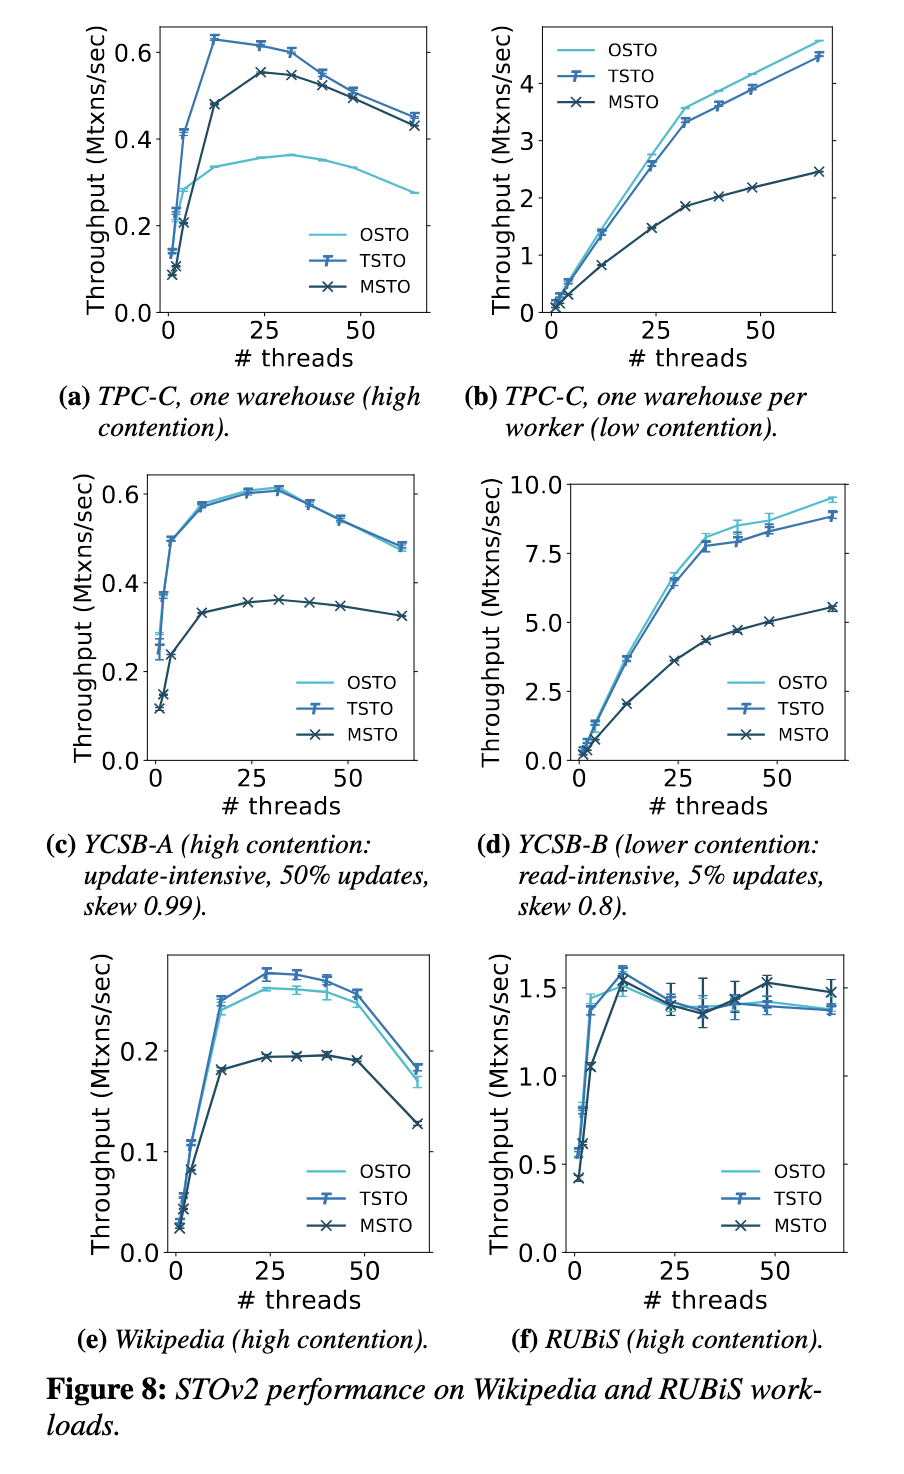 Throughput (Mtxns/sec)
0.6
0.4
0.2
0.0
OSTO
TSTO
MSTO
0 25 50
# threads
(a) TPC-C, one warehouse (high
contention).
Throughput (Mtxns/sec)
4
3
2
1
0
OSTO
TSTO
MSTO
0 25 50
# threads
(b) TPC-C, one warehouse per
worker (low contention).
Throughput (Mtxns/sec)
0.6
0.4
0.2
0.0
OSTO
TSTO
MSTO
0 25 50
# threads
(c) YCSB-A (high contention:
update-intensive, 50% updates,
skew 0.99).
Throughput (Mtxns/sec)
10.0
7.5
5.0
2.5
0.0
OSTO
TSTO
MSTO
0 25 50
# threads
(d) YCSB-B (lower contention:
read-intensive, 5% updates,
skew 0.8).
Throughput (Mtxns/sec)
0.2
0.1
0.0
OSTO
TSTO
MSTO
0 25 50
# threads
(e) Wikipedia (high contention).
Throughput (Mtxns/sec)
1.5
1.0
0.5
0.0
OSTO
TSTO
MSTO
0 25 50
# threads
(f) RUBiS (high contention).
Figure 8: STOv2 performance on Wikipedia and RUBiS work-
loads.